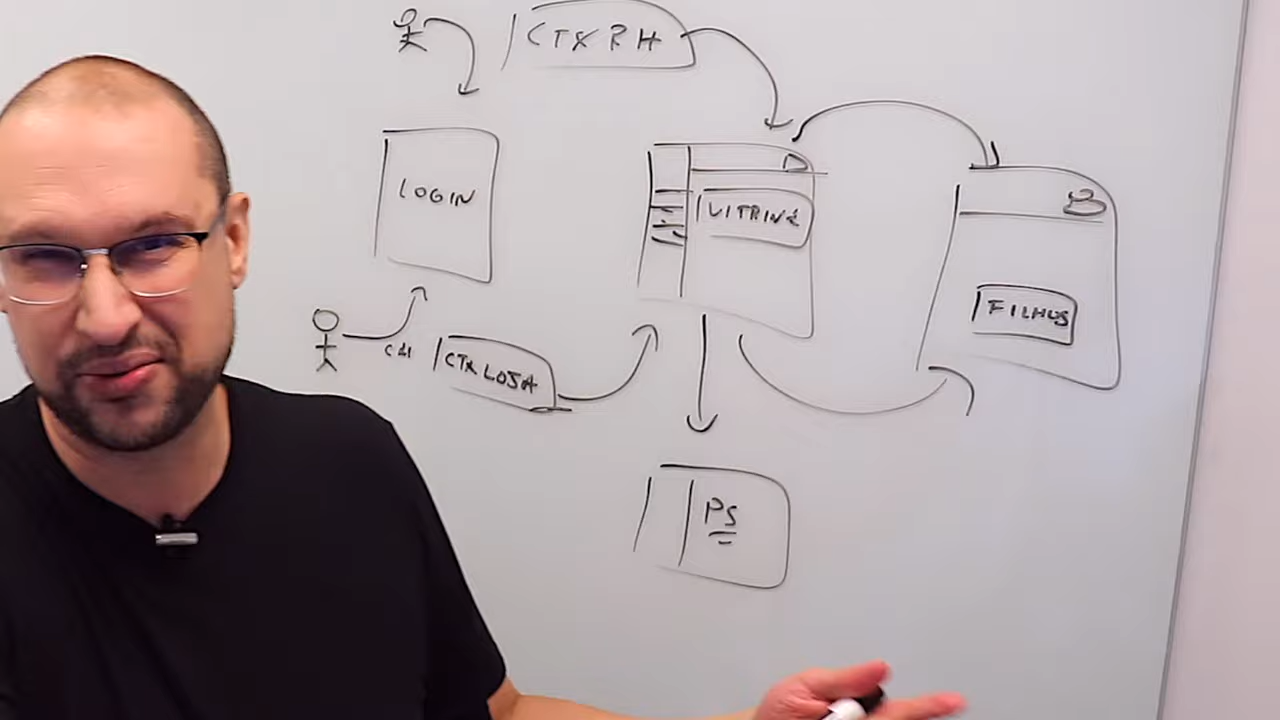 CTX RH
LOGIN
VITRINE
FILHOS
CTX LOJA
PS